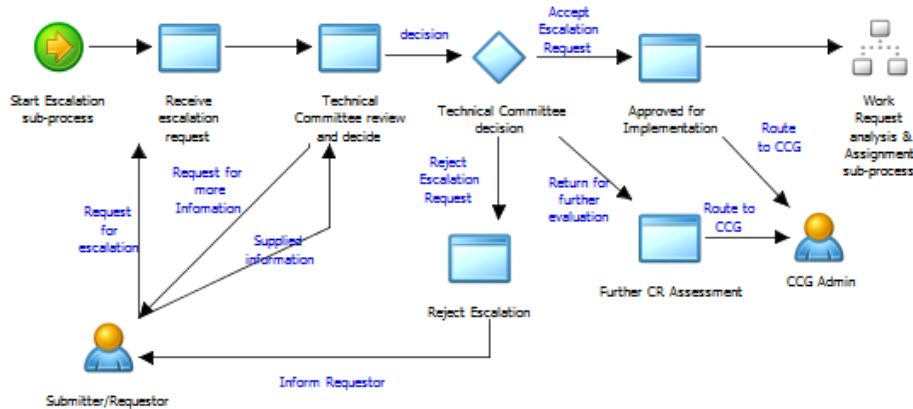 Accept
Escalation
Request
decision
Start Escalation
sub-process
Receive
escalation
request
Technical
Committee review
and decide
Technical Committee
decision
Approved for
Implementation
Work
Request
analysis &
Assignment
sub-process
Route
to CCG
Request for
more
Infomation
Reject
Escalation
Request
Return for
further
evaluation
Request
for
escalation
Supplied
information
Route to
CCG
Reject Escalation
Further CR Assessment
CCG Admin
Inform Requestor
Submitter/Requestor